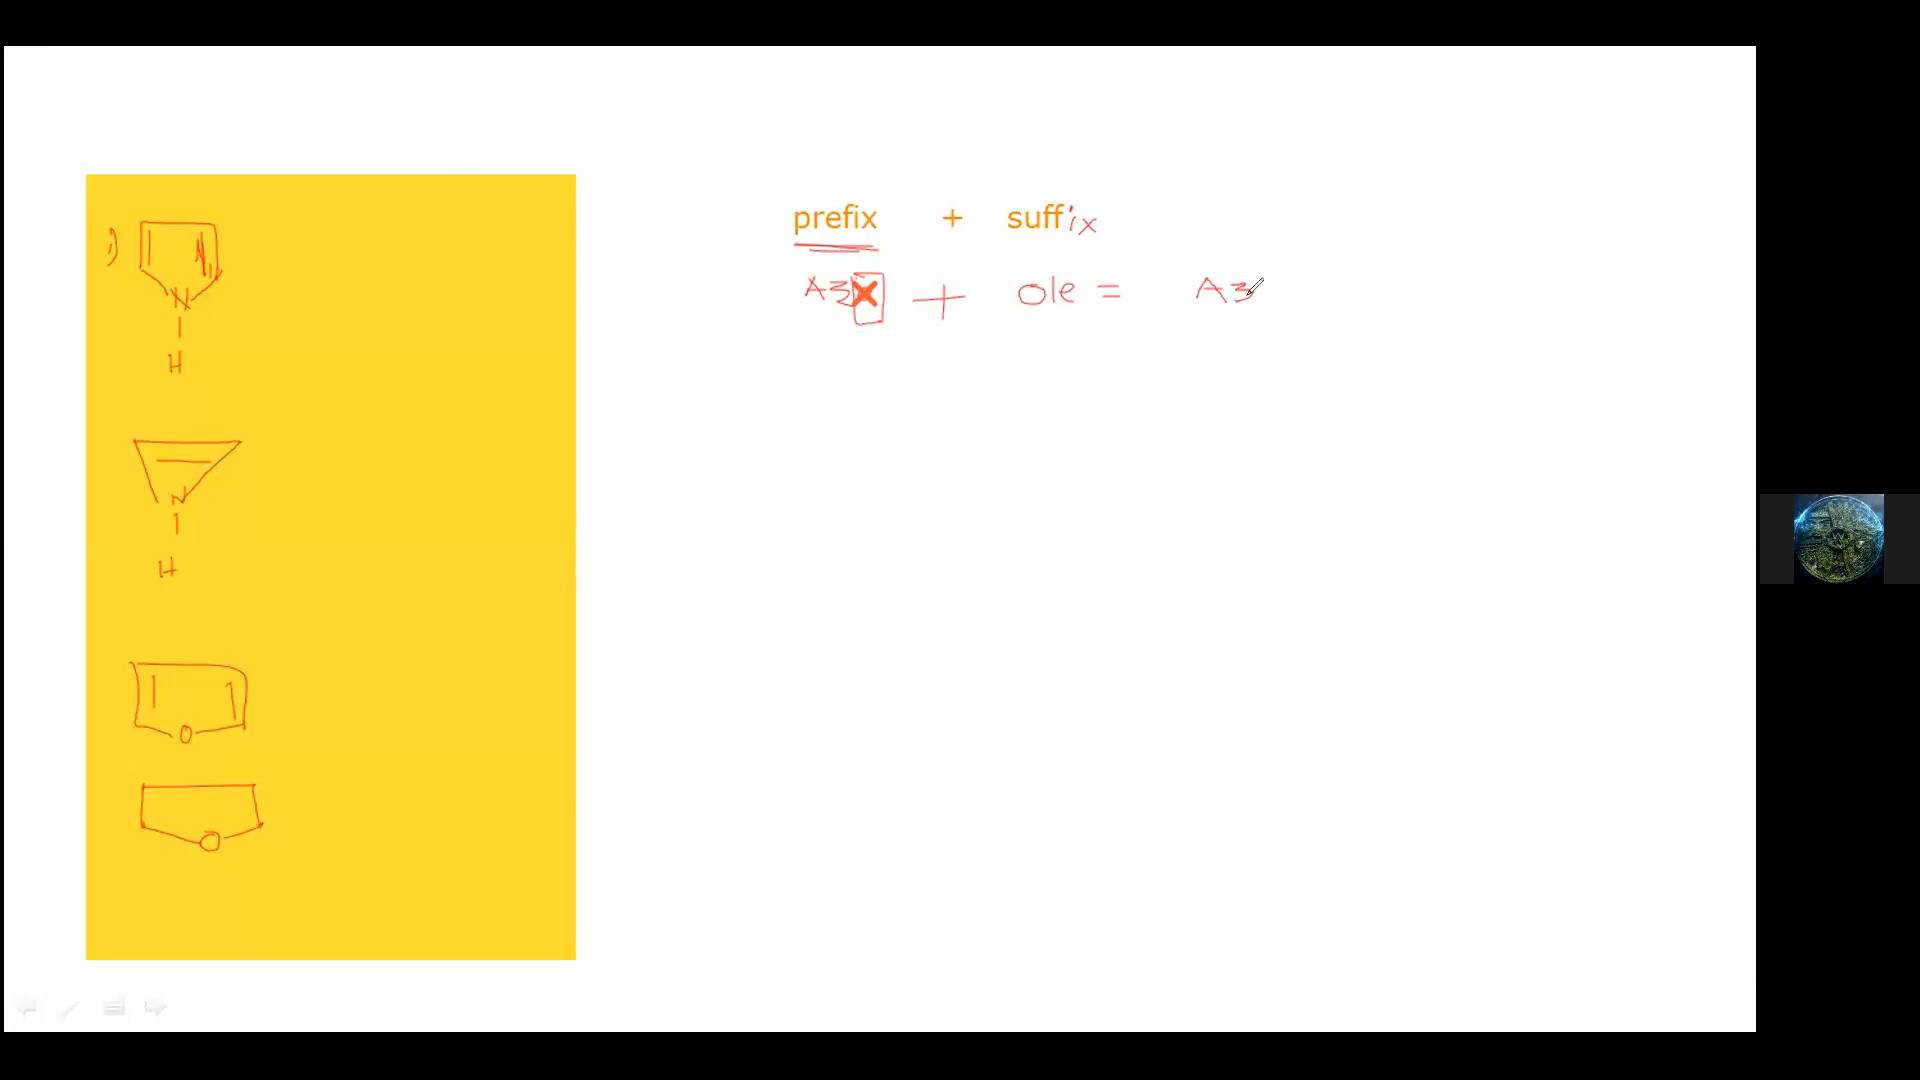 prefix + suffix
Az + ole = Az
1)
N
H
N
H
O
O